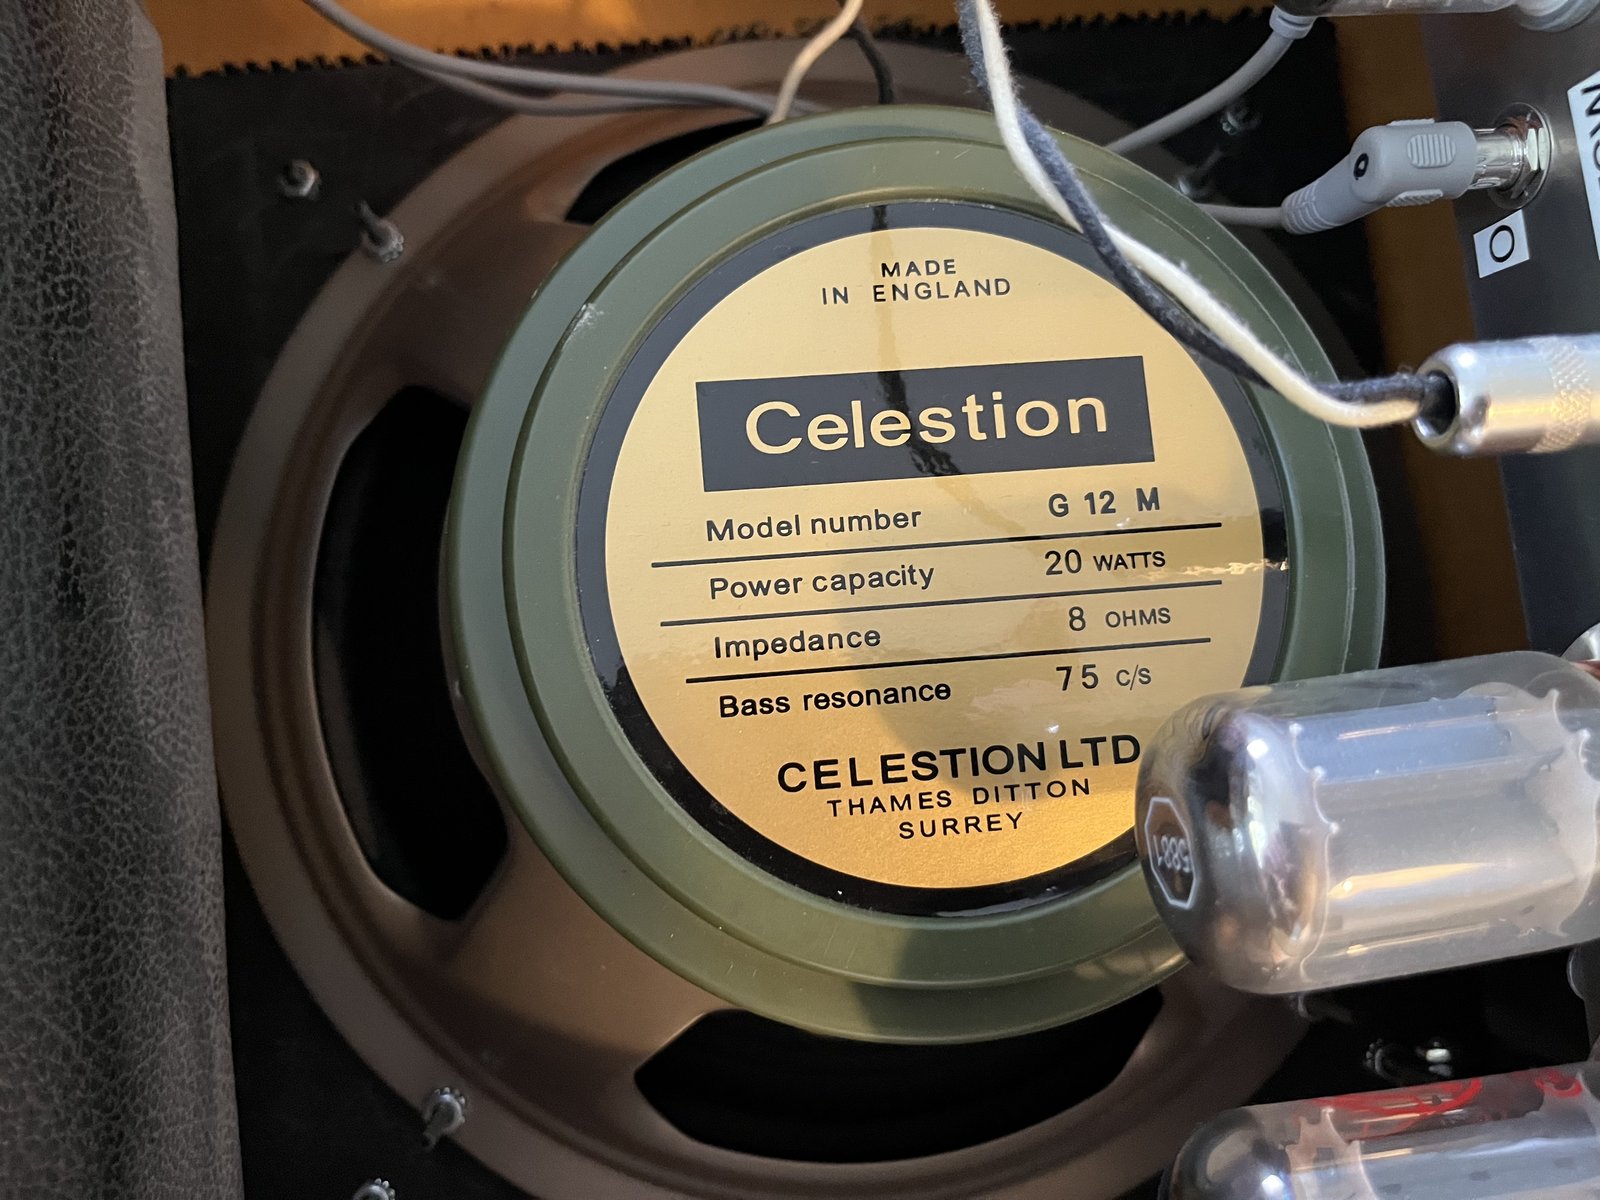 MADE
IN ENGLAND
Celestion
Model number G 12 M
Power capacity 20 WATTS
Impedance 8 OHMS
Bass resonance 75 c/s
CELESTION LTD
THAMES DITTON
SURREY
5881